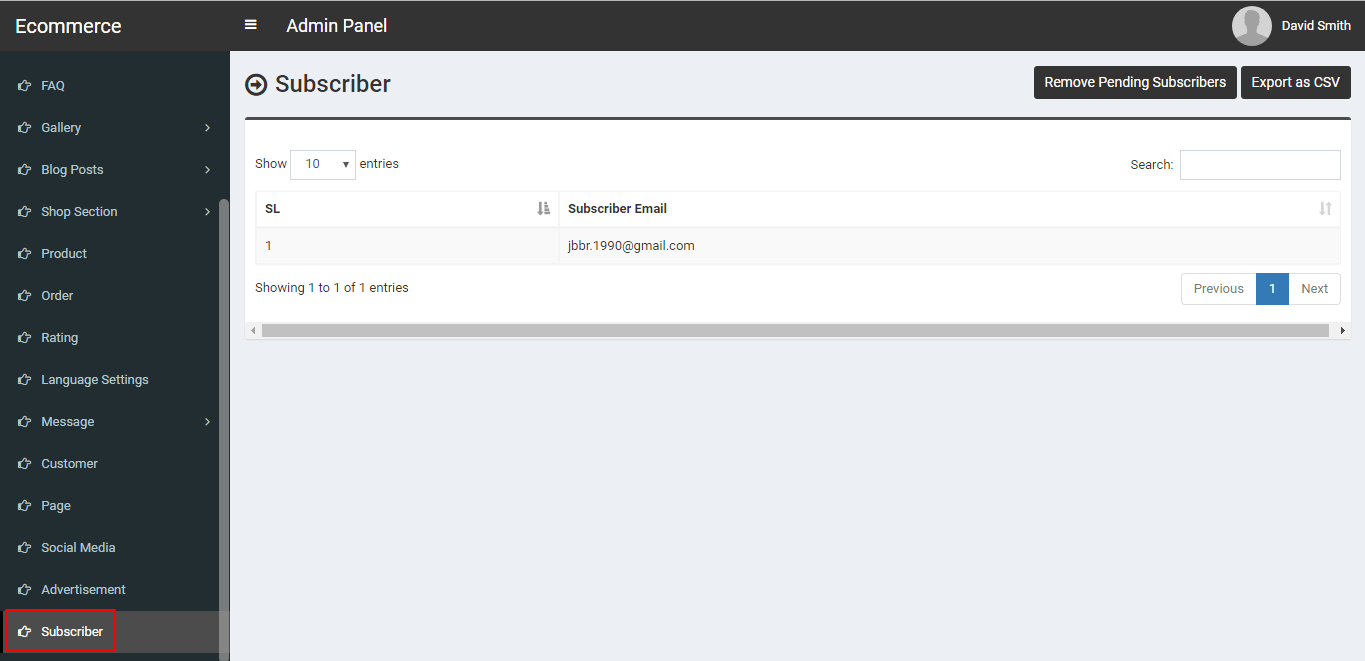 Ecommerce
Admin Panel
David Smith
FAQ
Gallery
Blog Posts
Shop Section
Product
Order
Rating
Language Settings
Message
Customer
Page
Social Media
Advertisement
Subscriber
Subscriber
Remove Pending Subscribers
Export as CSV
Show 10 entries
Search:
SL Subscriber Email
1 jbbr.1990@gmail.com
Showing 1 to 1 of 1 entries
Previous 1 Next